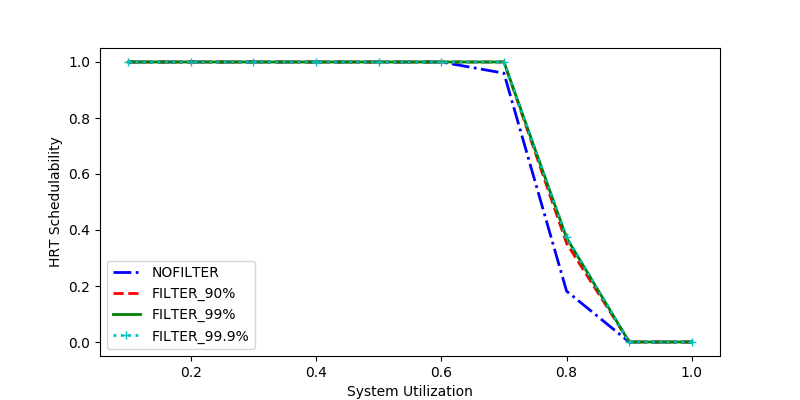 1.0
0.8
0.6
0.4
0.2
0.0
HRT Schedulability
NOFILTER
FILTER_90%
FILTER_99%
FILTER_99.9%
0.2 0.4 0.6 0.8 1.0
System Utilization